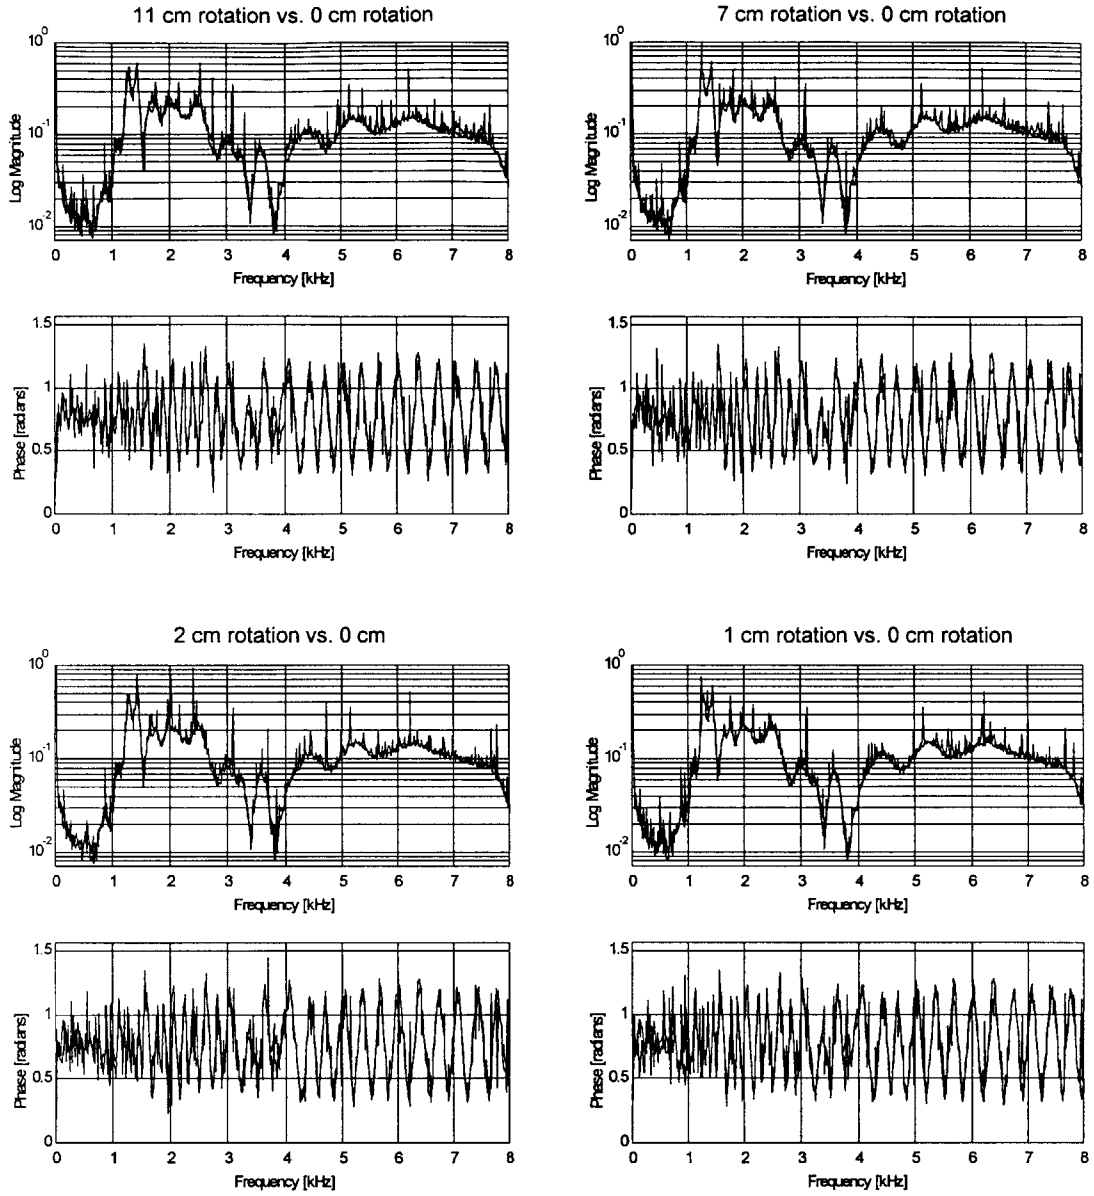 11 cm rotation vs. 0 cm rotation
10^0
10^-1
10^-2
Log Magnitude
0 1 2 3 4 5 6 7 8
Frequency [kHz]
1.5
1
0.5
0
Phase [radians]
0 1 2 3 4 5 6 7 8
Frequency [kHz]
7 cm rotation vs. 0 cm rotation
10^0
10^-1
10^-2
Log Magnitude
0 1 2 3 4 5 6 7 8
Frequency [kHz]
1.5
1
0.5
0
Phase [radians]
0 1 2 3 4 5 6 7 8
Frequency [kHz]
2 cm rotation vs. 0 cm
10^0
10^-1
10^-2
Log Magnitude
0 1 2 3 4 5 6 7 8
Frequency [kHz]
1.5
1
0.5
0
Phase [radians]
0 1 2 3 4 5 6 7 8
Frequency [kHz]
1 cm rotation vs. 0 cm rotation
10^0
10^-1
10^-2
Log Magnitude
0 1 2 3 4 5 6 7 8
Frequency [kHz]
1.5
1
0.5
0
Phase [radians]
0 1 2 3 4 5 6 7 8
Frequency [kHz]